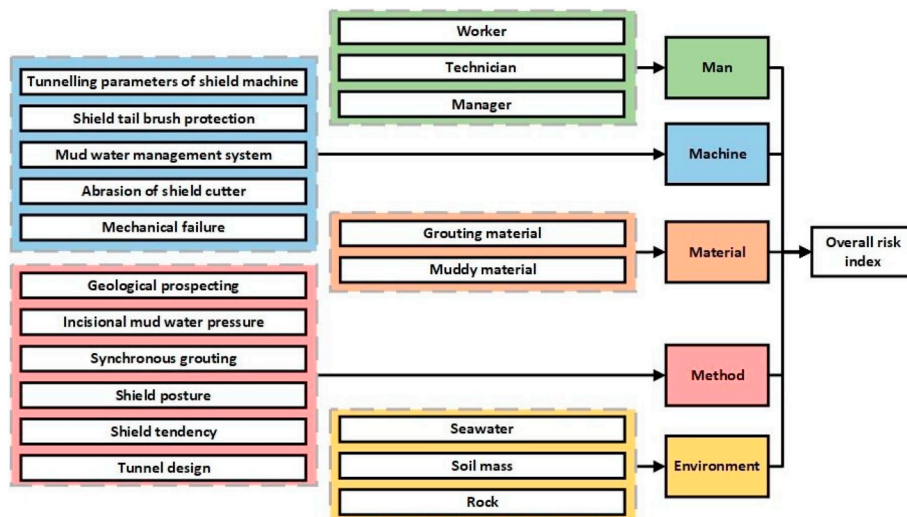 Worker
Technician
Manager
Man
Tunnelling parameters of shield machine
Shield tail brush protection
Mud water management system
Abrasion of shield cutter
Mechanical failure
Machine
Grouting material
Muddy material
Material
Overall risk
index
Geological prospecting
Incisional mud water pressure
Synchronous grouting
Shield posture
Shield tendency
Tunnel design
Method
Seawater
Soil mass
Rock
Environment